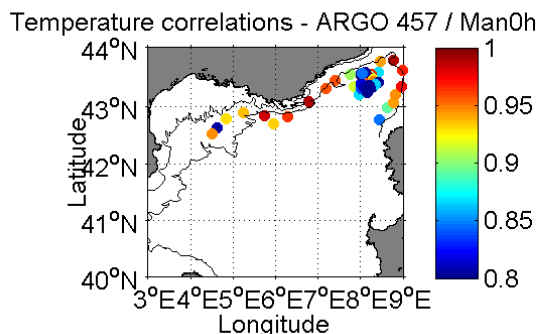 Temperature correlations - ARGO 457 / Man0h
44°N
43°N
42°N
41°N
40°N
Latitude
3°E4°E5°E6°E7°E8°E9°E
Longitude
1
0.95
0.9
0.85
0.8